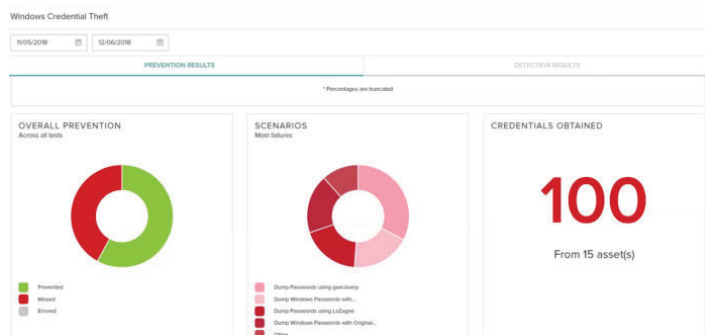 Windows Credential Theft
11/05/2018
12/06/2018
PREVENTION RESULTS
DETECTION RESULTS
* Percentages are truncated
OVERALL PREVENTION
Across all tests
Prevented
Missed
Errored
SCENARIOS
Most failures
Dump Passwords using gsecdump
Dump Windows Passwords with...
Dump Passwords using LaZagne
Dump Windows Passwords with Original...
Other
CREDENTIALS OBTAINED
100
From 15 asset(s)